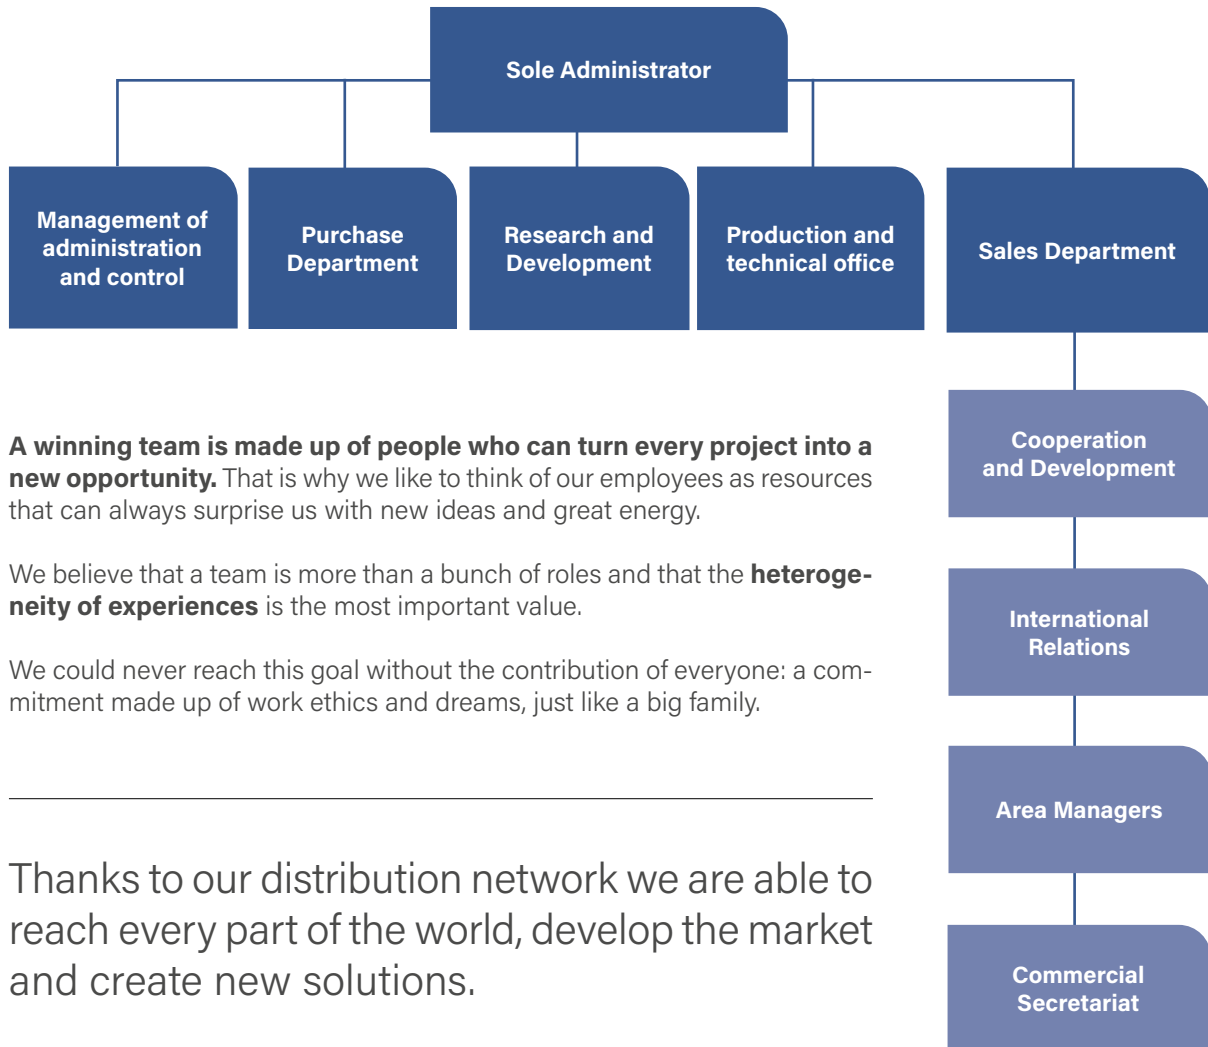 Sole Administrator
Management of
administration
and control
Purchase
Department
Research and
Development
Production and
technical office
Sales Department
Cooperation
and Development
International
Relations
Area Managers
Commercial
Secretariat
A winning team is made up of people who can turn every project into a
new opportunity. That is why we like to think of our employees as resources
that can always surprise us with new ideas and great energy.
We believe that a team is more than a bunch of roles and that the heteroge-
neity of experiences is the most important value.
We could never reach this goal without the contribution of everyone: a com-
mitment made up of work ethics and dreams, just like a big family.
Thanks to our distribution network we are able to
reach every part of the world, develop the market
and create new solutions.